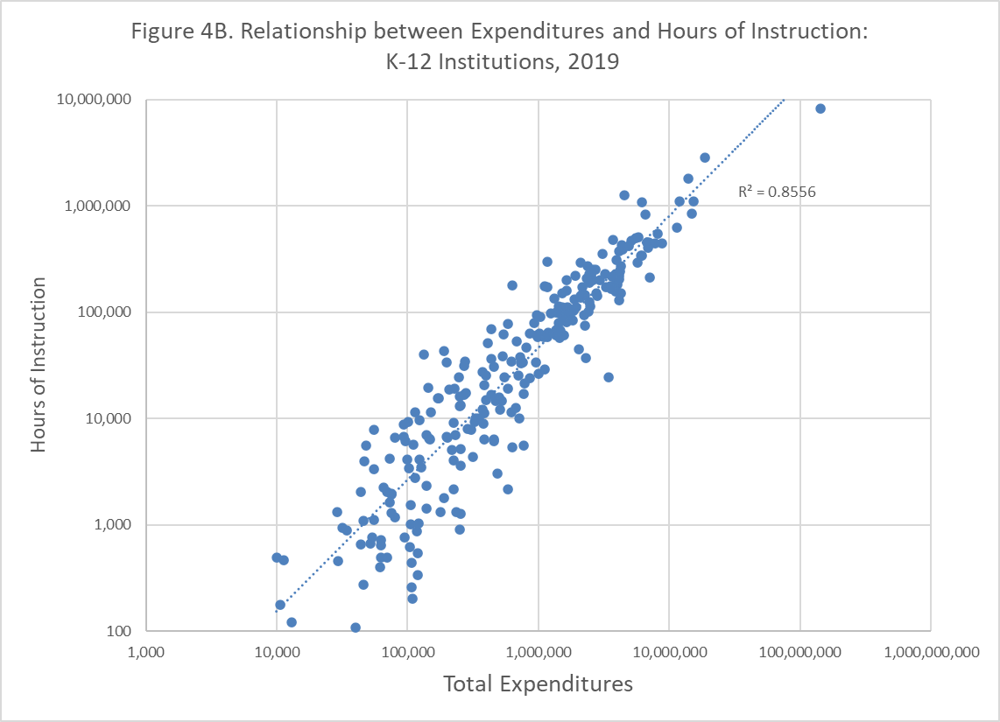 Figure 4B. Relationship between Expenditures and Hours of Instruction:
K-12 Institutions, 2019
10,000,000
1,000,000
100,000
10,000
1,000
100
Hours of Instruction
R² = 0.8556
1,000
10,000
100,000
1,000,000
10,000,000
100,000,000
1,000,000,000
Total Expenditures